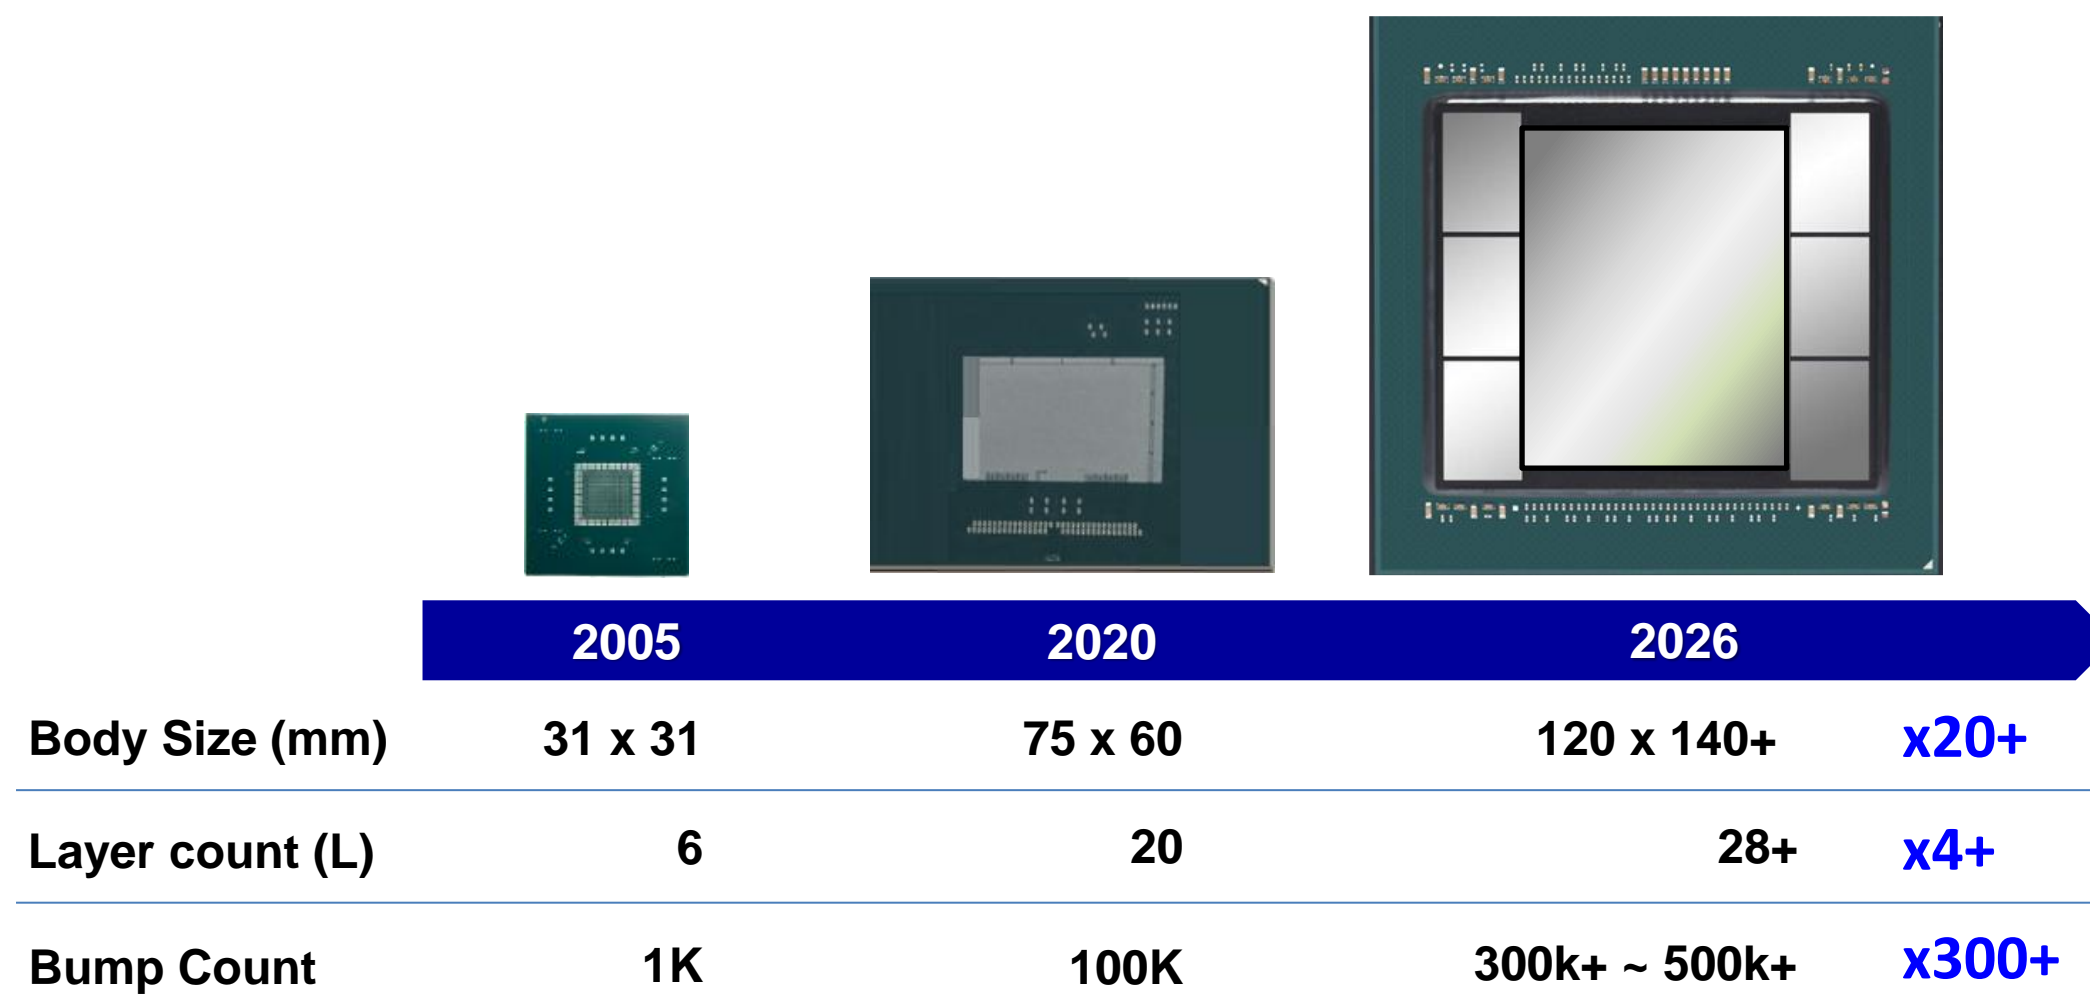 2005 2020 2026
Body Size (mm) 31 x 31 75 x 60 120 x 140+ x20+
Layer count (L) 6 20 28+ x4+
Bump Count 1K 100K 300k+ ~ 500k+ x300+